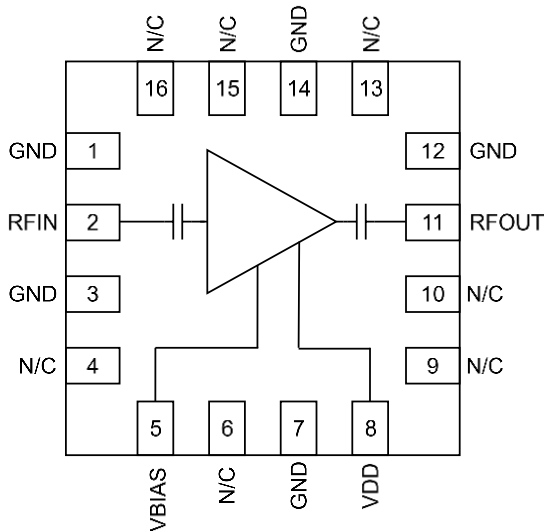 N/C N/C GND N/C
16 15 14 13
GND 1 12 GND
RFIN 2 11 RFOUT
GND 3 10 N/C
N/C 4 9 N/C
5 6 7 8
VBIAS N/C GND VDD